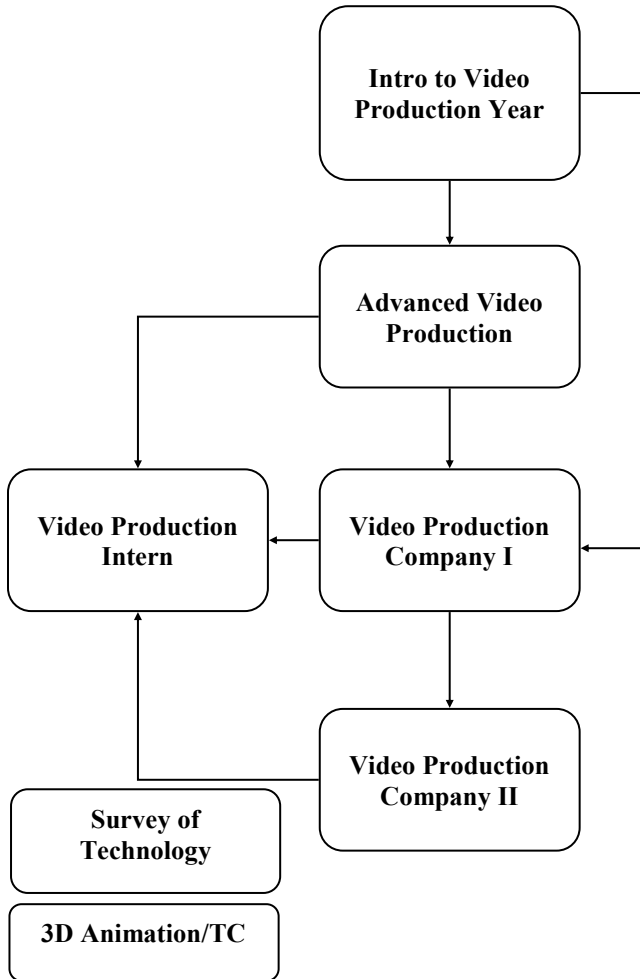 Intro to Video
Production Year
Advanced Video
Production
Video Production
Intern
Video Production
Company I
Video Production
Company II
Survey of
Technology
3D Animation/TC